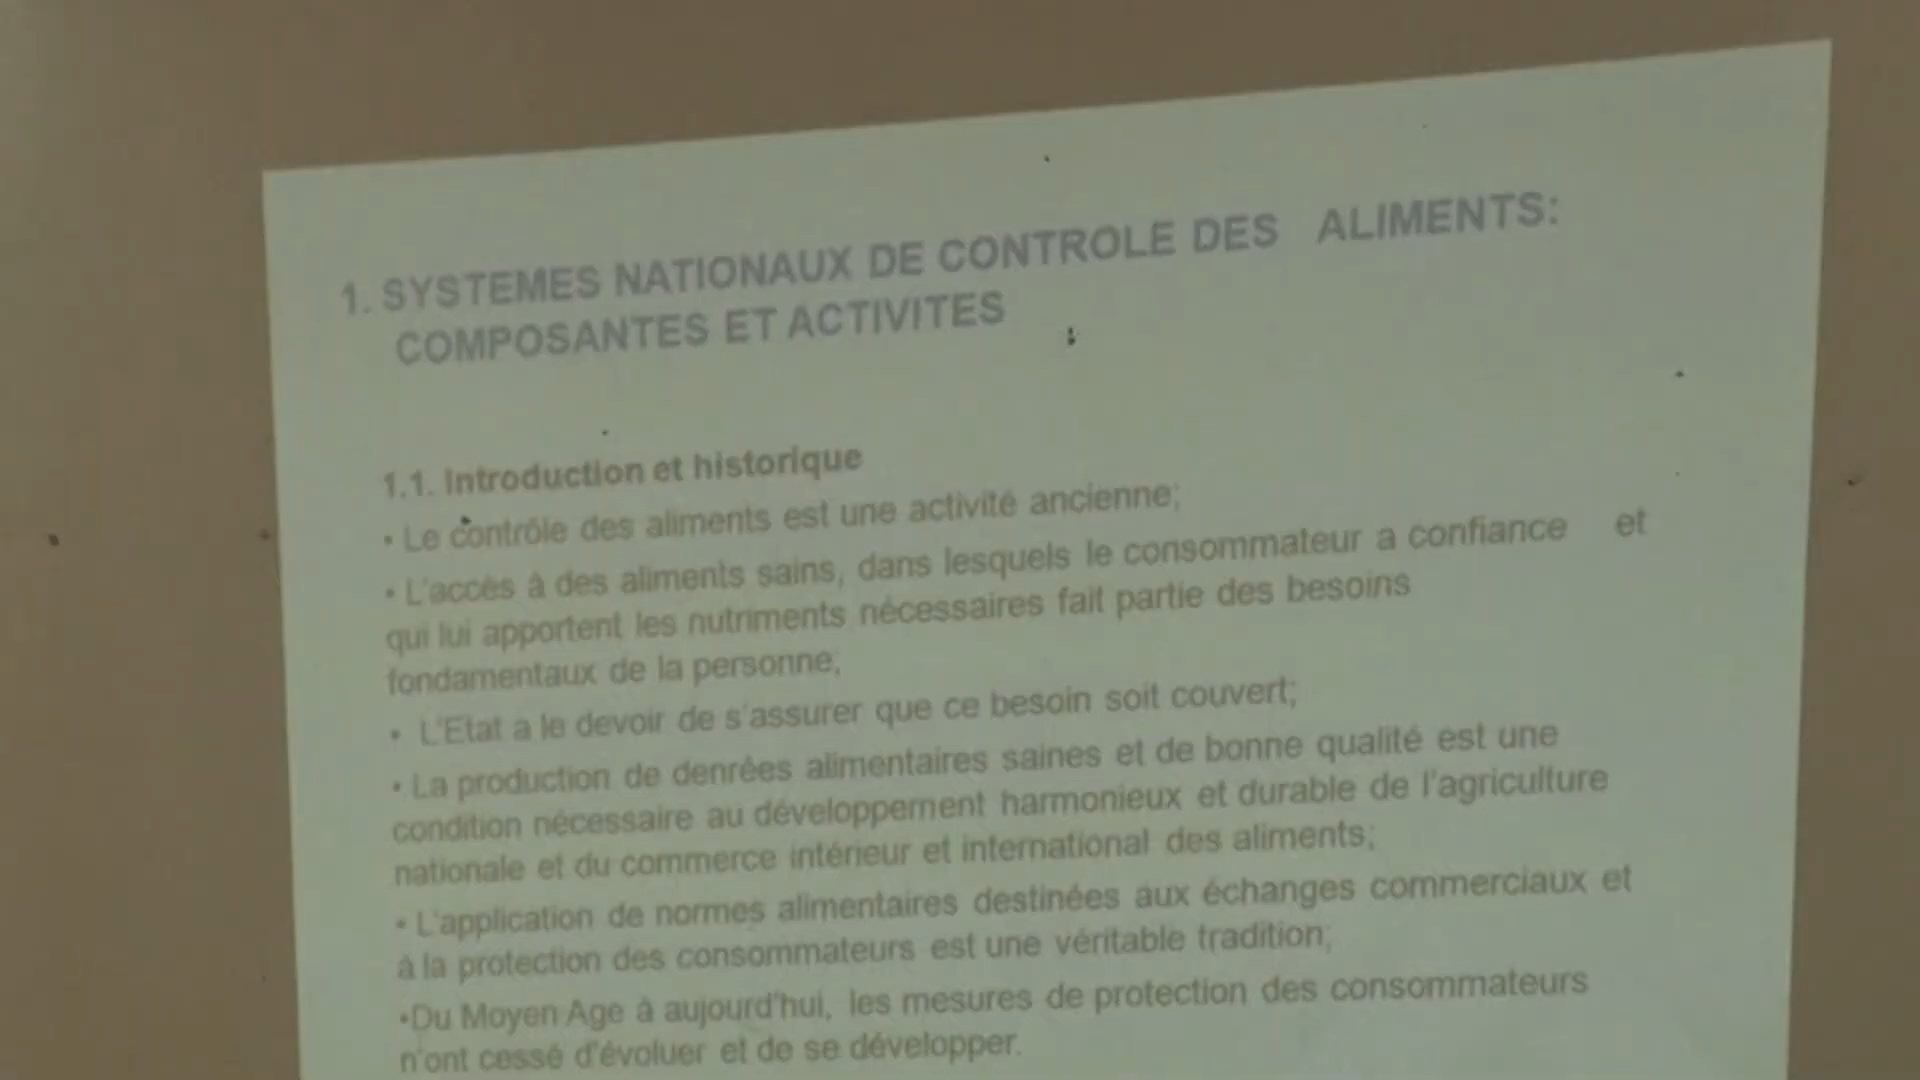 1. SYSTEMES NATIONAUX DE CONTROLE DES ALIMENTS:
COMPOSANTES ET ACTIVITES
1.1. Introduction et historique
• Le contrôle des aliments est une activité ancienne;
• L'accès à des aliments sains, dans lesquels le consommateur a confiance et
qui lui apportent les nutriments nécessaires fait partie des besoins
fondamentaux de la personne;
• L'Etat a le devoir de s'assurer que ce besoin soit couvert;
• La production de denrées alimentaires saines et de bonne qualité est une
condition nécessaire au développement harmonieux et durable de l'agriculture
nationale et du commerce intérieur et international des aliments;
• L'application de normes alimentaires destinées aux échanges commerciaux et
à la protection des consommateurs est une véritable tradition;
•Du Moyen Age à aujourd'hui, les mesures de protection des consommateurs
n'ont cessé d'évoluer et de se développer.